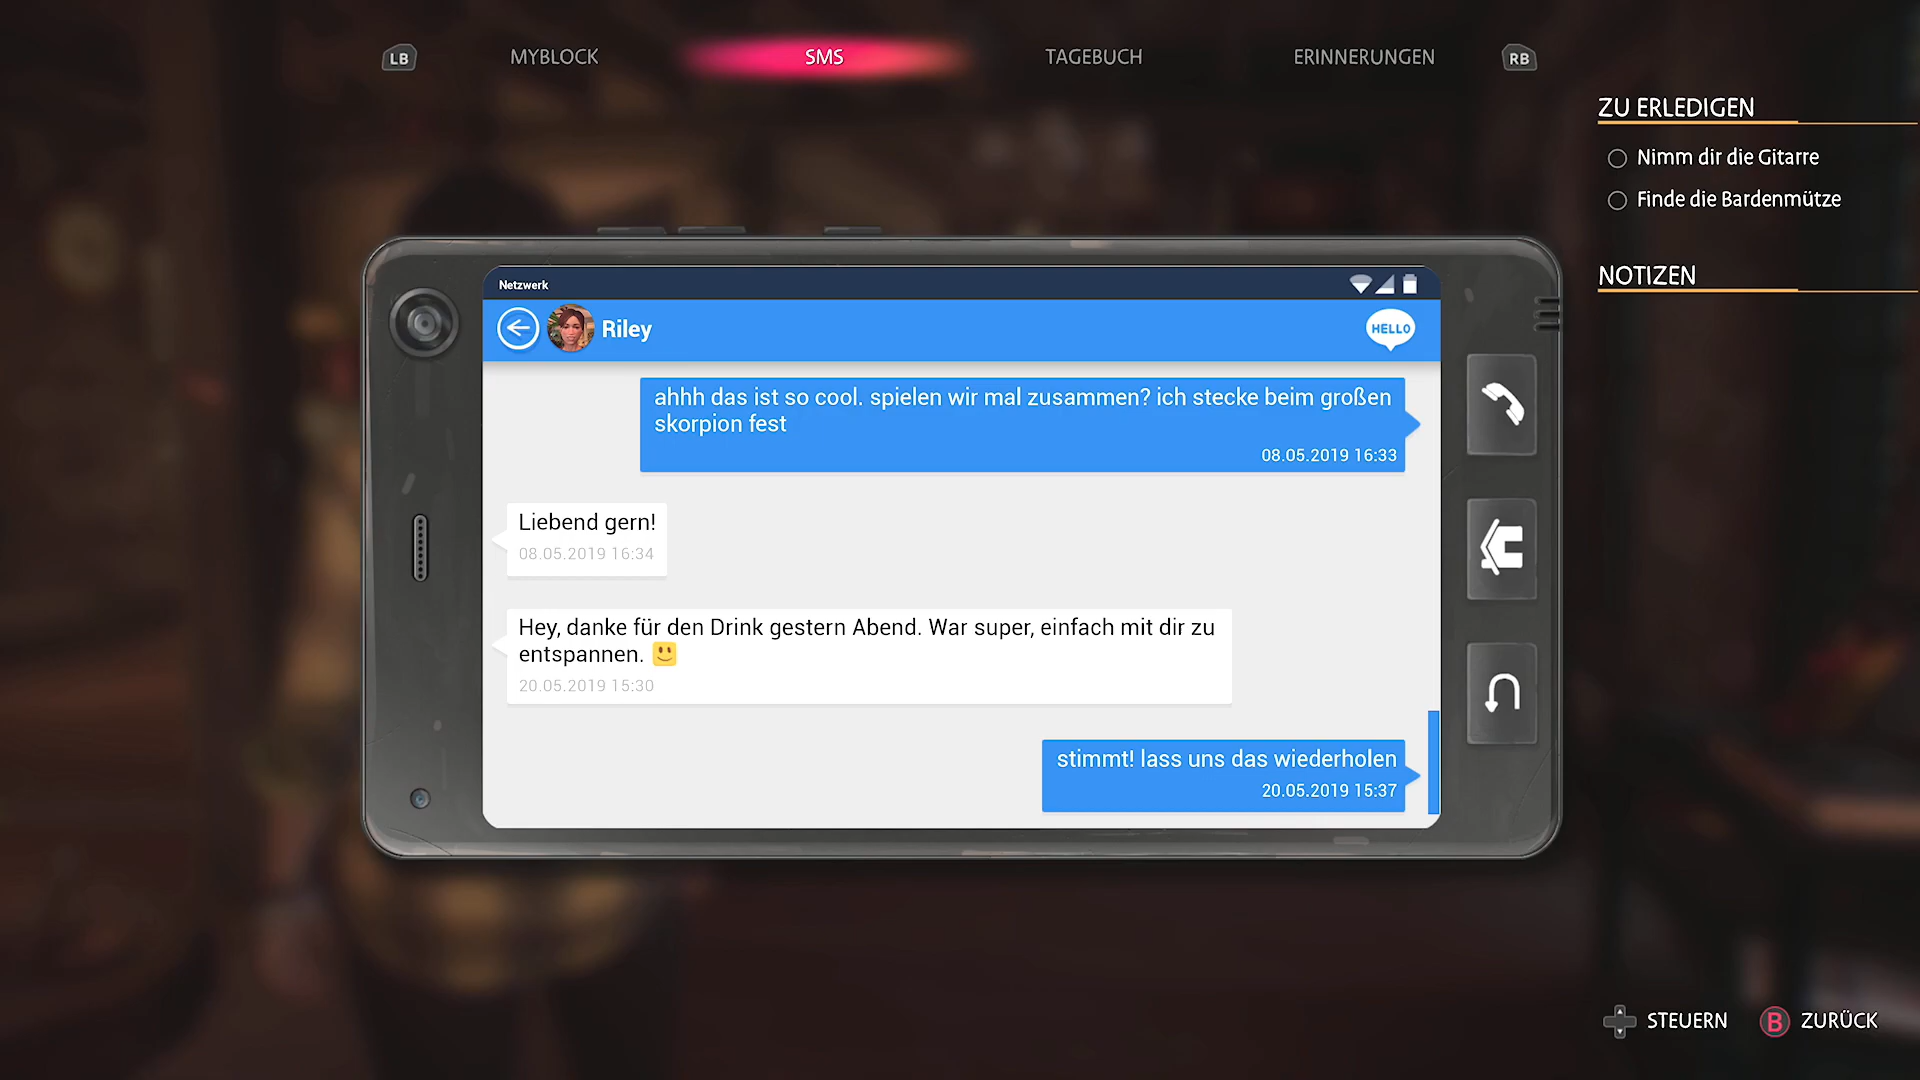 LB
MYBLOCK
SMS
TAGEBUCH
ERINNERUNGEN
RB
ZU ERLEDIGEN
Nimm dir die Gitarre
Finde die Bardenmütze
NOTIZEN
Netzwerk
Riley
HELLO
ahhh das ist so cool. spielen wir mal zusammen? ich stecke beim großen
skorpion fest
08.05.2019 16:33
Liebend gern!
08.05.2019 16:34
Hey, danke für den Drink gestern Abend. War super, einfach mit dir zu
entspannen. 🙂
20.05.2019 15:30
stimmt! lass uns das wiederholen
20.05.2019 15:37
STEUERN
B ZURÜCK